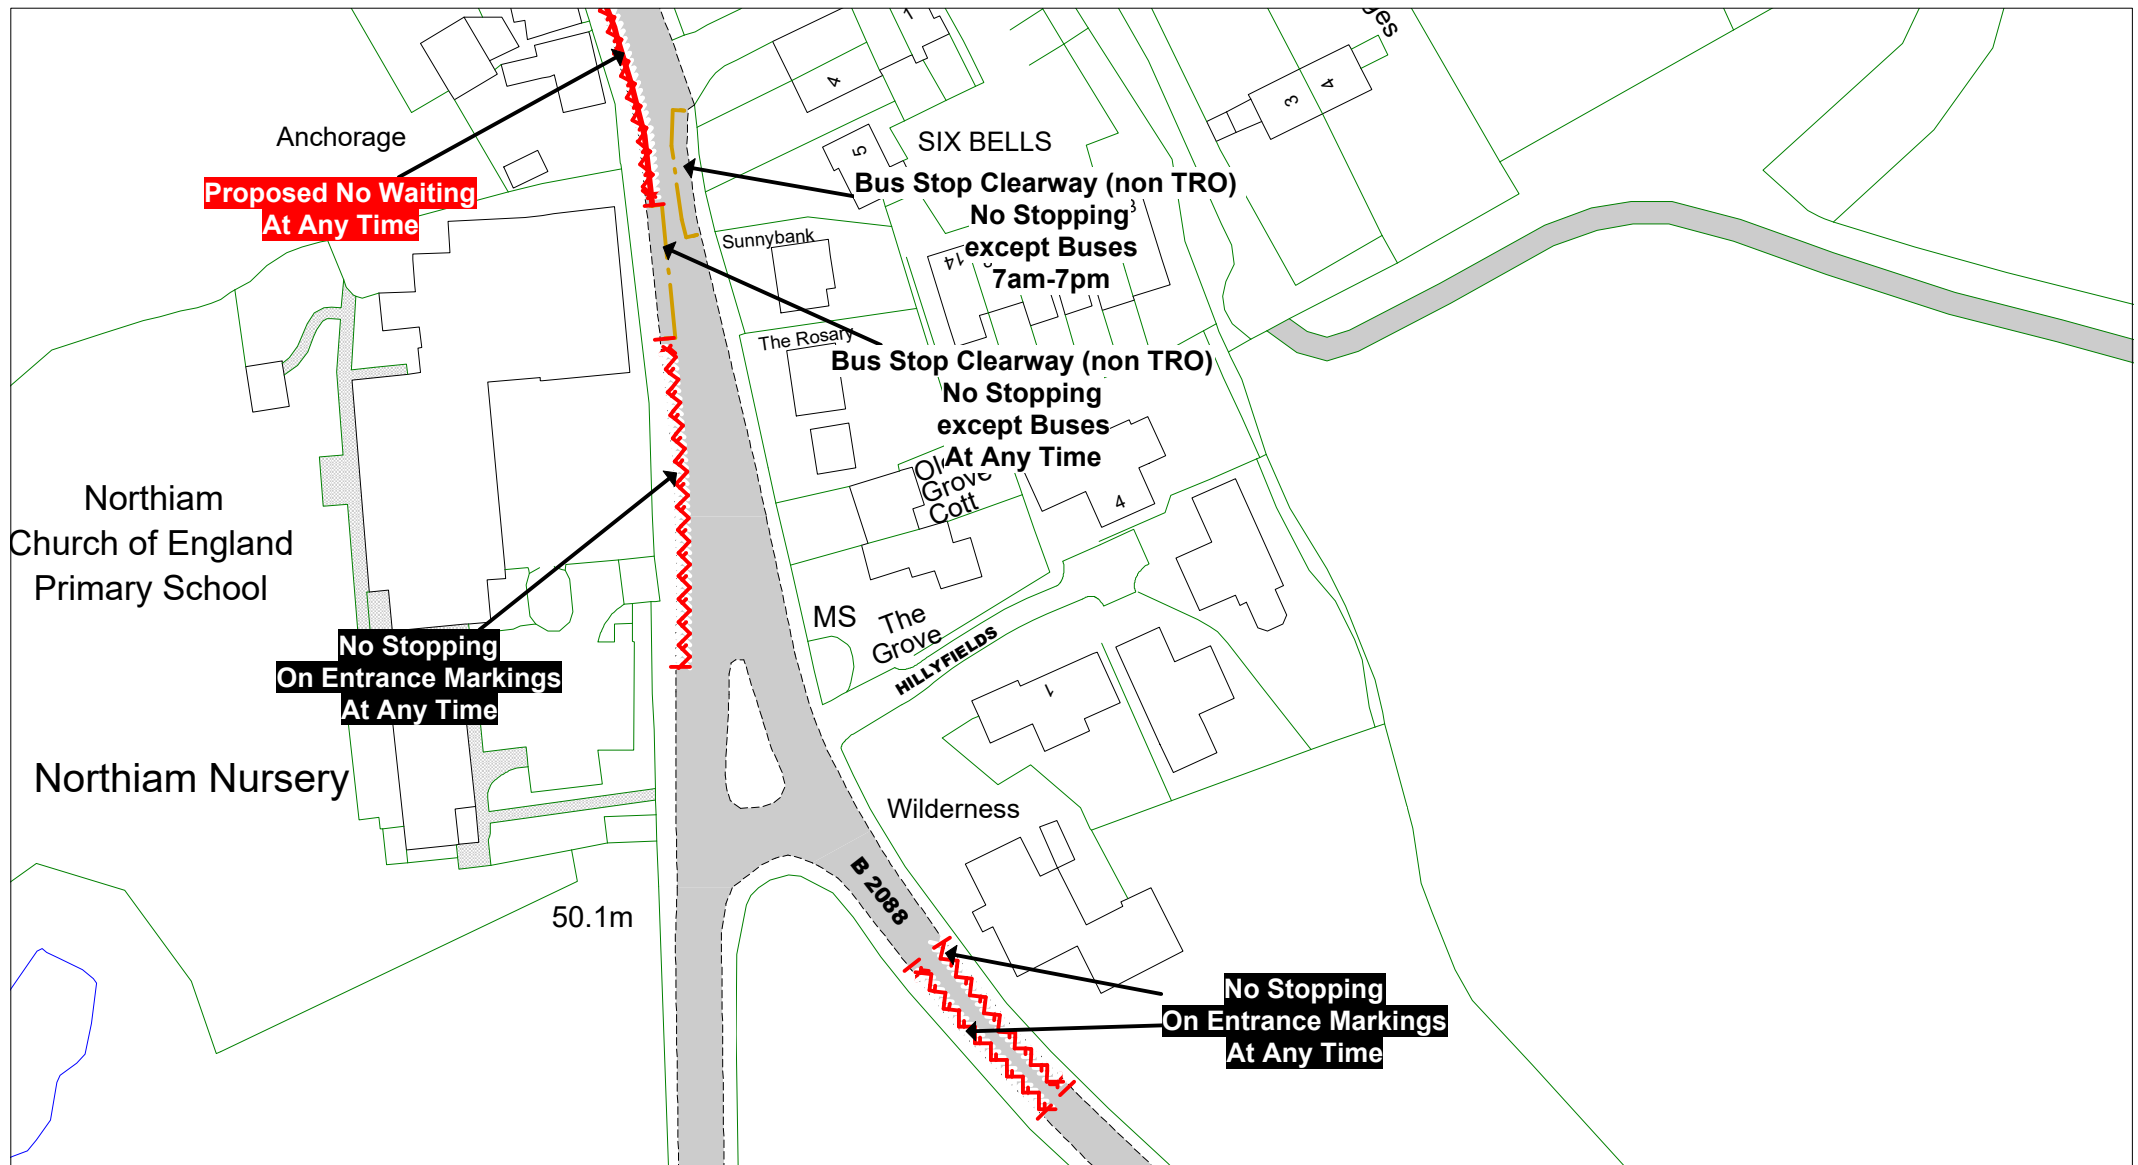 1
4
3
4
Anchorage
SIX BELLS
5
Proposed No Waiting
At Any Time
Bus Stop Clearway (non TRO)
No Stopping
except Buses
7am-7pm
Sunnybank
14
The Rosary
Bus Stop Clearway (non TRO)
No Stopping
except Buses
At Any Time
Grove
Cott
4
Northiam
Church of England
Primary School
MS
The
Grove
HILLYFIELDS
No Stopping
On Entrance Markings
At Any Time
1
Northiam Nursery
Wilderness
B 2088
50.1m
No Stopping
On Entrance Markings
At Any Time